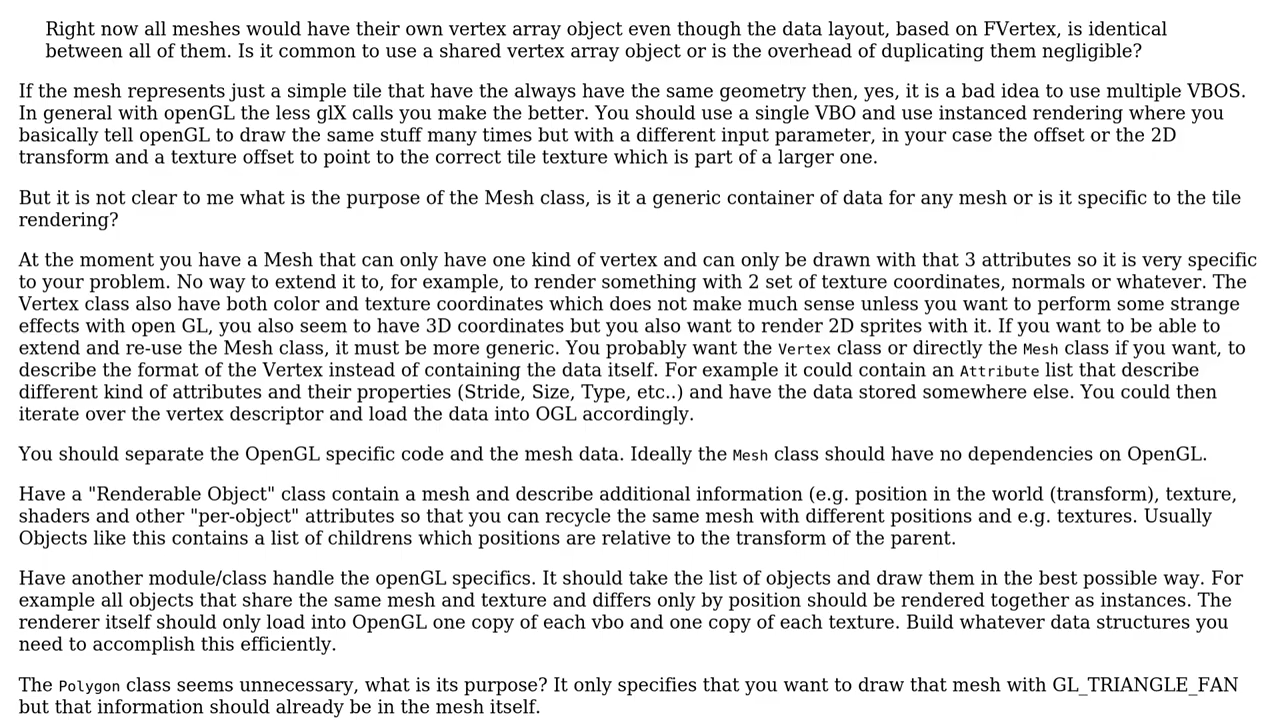 Right now all meshes would have their own vertex array object even though the data layout, based on FVertex, is identical
between all of them. Is it common to use a shared vertex array object or is the overhead of duplicating them negligible?
If the mesh represents just a simple tile that have the always have the same geometry then, yes, it is a bad idea to use multiple VBOS.
In general with openGL the less glX calls you make the better. You should use a single VBO and use instanced rendering where you
basically tell openGL to draw the same stuff many times but with a different input parameter, in your case the offset or the 2D
transform and a texture offset to point to the correct tile texture which is part of a larger one.
But it is not clear to me what is the purpose of the Mesh class, is it a generic container of data for any mesh or is it specific to the tile
rendering?
At the moment you have a Mesh that can only have one kind of vertex and can only be drawn with that 3 attributes so it is very specific
to your problem. No way to extend it to, for example, to render something with 2 set of texture coordinates, normals or whatever. The
Vertex class also have both color and texture coordinates which does not make much sense unless you want to perform some strange
effects with open GL, you also seem to have 3D coordinates but you also want to render 2D sprites with it. If you want to be able to
extend and re-use the Mesh class, it must be more generic. You probably want the Vertex class or directly the Mesh class if you want, to
describe the format of the Vertex instead of containing the data itself. For example it could contain an Attribute list that describe
different kind of attributes and their properties (Stride, Size, Type, etc..) and have the data stored somewhere else. You could then
iterate over the vertex descriptor and load the data into OGL accordingly.
You should separate the OpenGL specific code and the mesh data. Ideally the Mesh class should have no dependencies on OpenGL.
Have a "Renderable Object" class contain a mesh and describe additional information (e.g. position in the world (transform), texture,
shaders and other "per-object" attributes so that you can recycle the same mesh with different positions and e.g. textures. Usually
Objects like this contains a list of childrens which positions are relative to the transform of the parent.
Have another module/class handle the openGL specifics. It should take the list of objects and draw them in the best possible way. For
example all objects that share the same mesh and texture and differs only by position should be rendered together as instances. The
renderer itself should only load into OpenGL one copy of each vbo and one copy of each texture. Build whatever data structures you
need to accomplish this efficiently.
The Polygon class seems unnecessary, what is its purpose? It only specifies that you want to draw that mesh with GL_TRIANGLE_FAN
but that information should already be in the mesh itself.